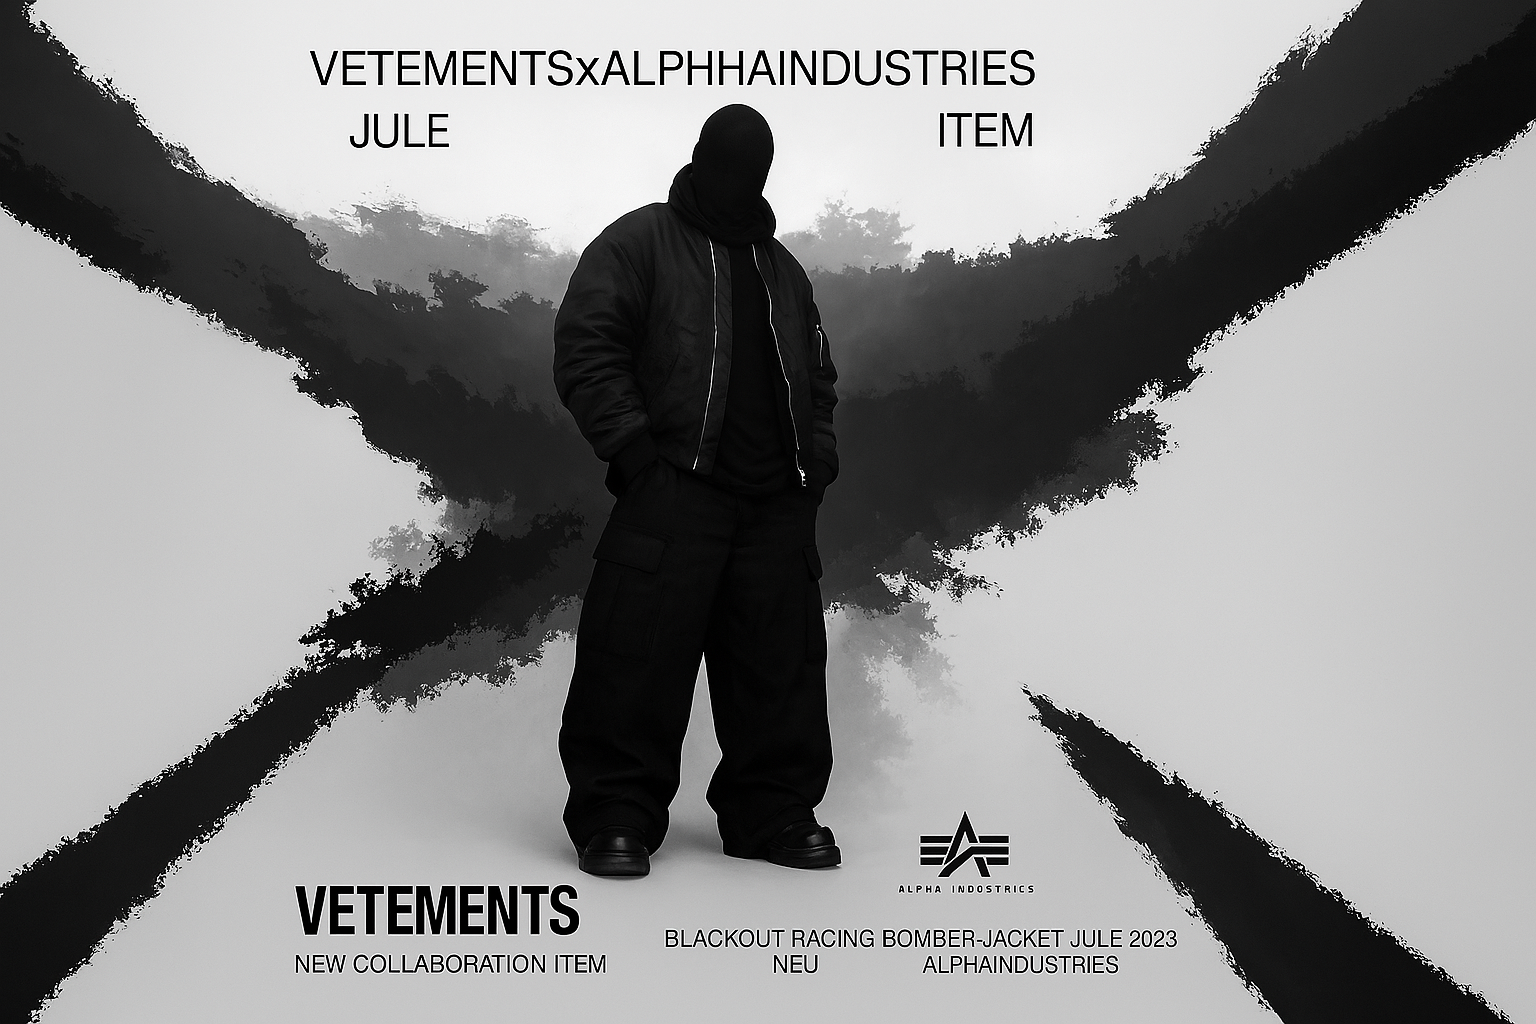 VETEMENTSxALPHHAINDUSTRIES
JULE ITEM
ALPHA INDOSTRICS
VETEMENTS
NEW COLLABORATION ITEM
BLACKOUT RACING BOMBER-JACKET JULE 2023
NEU ALPHAINDUSTRIES